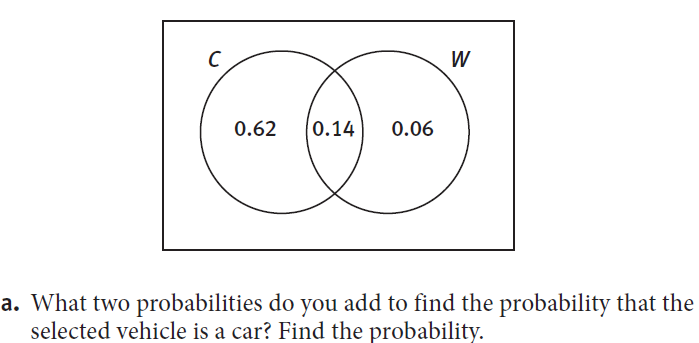 C W
0.62 0.14 0.06
a. What two probabilities do you add to find the probability that the
selected vehicle is a car? Find the probability.